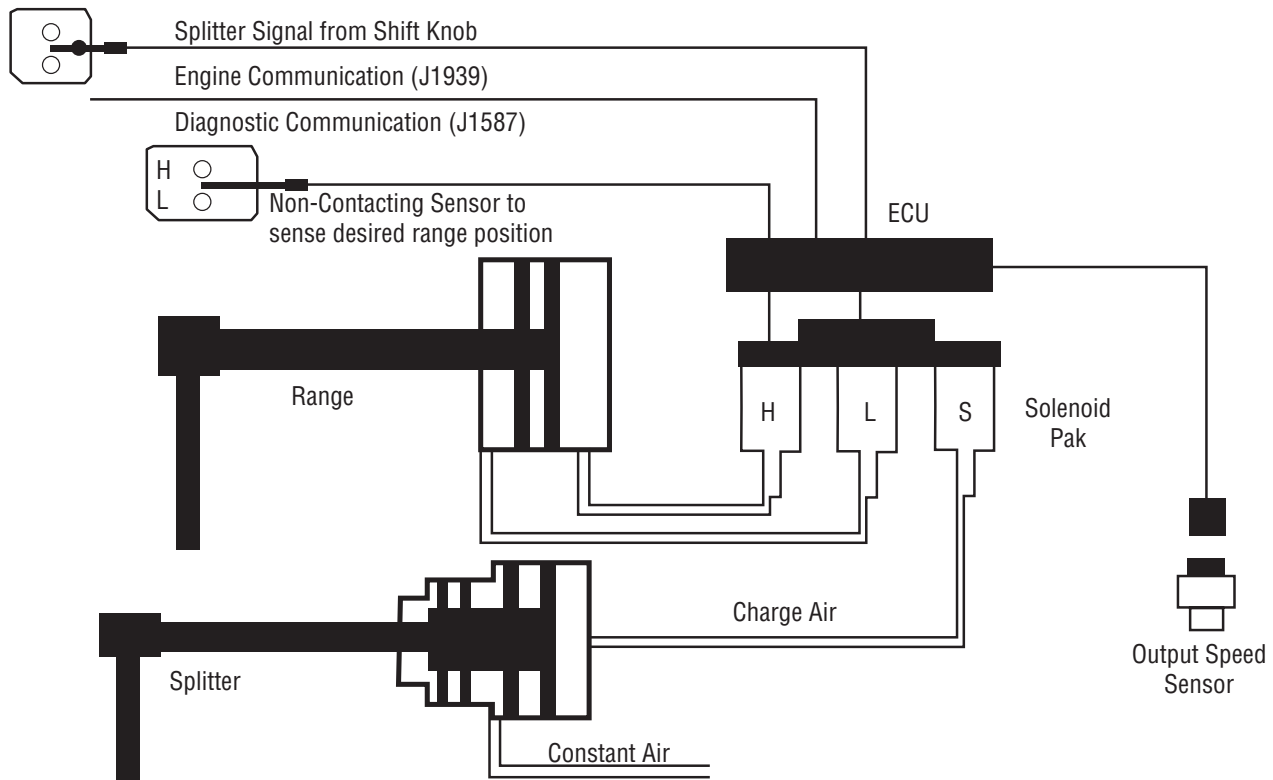 Splitter Signal from Shift Knob
Engine Communication (J1939)
Diagnostic Communication (J1587)
H
L
Non-Contacting Sensor to
sense desired range position
ECU
Range
H
L
S
Solenoid
Pak
Charge Air
Splitter
Output Speed
Sensor
Constant Air